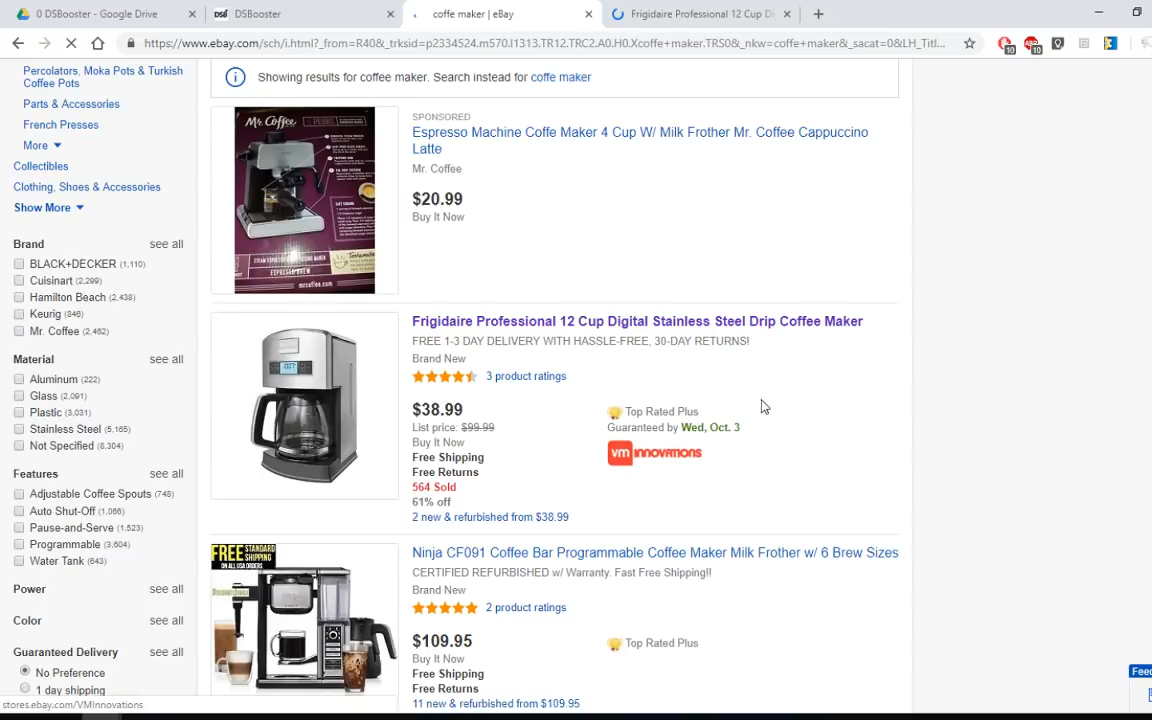 0 DSBooster - Google Drive
DSBooster
coffe maker | eBay
Frigidaire Professional 12 Cup Di
https://www.ebay.com/sch/i.html?_from=R40&_trksid=p2334524.m570.l1313.TR12.TRC2.A0.H0.Xcoffe+maker.TRS0&_nkw=coffe+maker&_sacat=0&LH_Titl...
10
10
Percolators, Moka Pots & Turkish
Coffee Pots
Parts & Accessories
French Presses
More
Collectibles
Clothing, Shoes & Accessories
Show More
Brand see all
BLACK+DECKER (1,110)
Cuisinart (2,299)
Hamilton Beach (2,438)
Keurig (846)
Mr. Coffee (2,462)
Material see all
Aluminum (222)
Glass (2,091)
Plastic (3,031)
Stainless Steel (5,165)
Not Specified (8,304)
Features see all
Adjustable Coffee Spouts (748)
Auto Shut-Off (1,066)
Pause-and-Serve (1,523)
Programmable (3,604)
Water Tank (643)
Power see all
Color see all
Guaranteed Delivery see all
No Preference
1 day shipping
stores.ebay.com/VMInnovations
Showing results for coffee maker. Search instead for coffe maker
Mr. Coffee
ESPRESSO BREW
SPONSORED
Espresso Machine Coffe Maker 4 Cup W/ Milk Frother Mr. Coffee Cappuccino
Latte
Mr. Coffee
$20.99
Buy It Now
Frigidaire Professional 12 Cup Digital Stainless Steel Drip Coffee Maker
FREE 1-3 DAY DELIVERY WITH HASSLE-FREE, 30-DAY RETURNS!
Brand New
3 product ratings
$38.99
List price: $99.99
Buy It Now
Free Shipping
Free Returns
564 Sold
61% off
2 new & refurbished from $38.99
Top Rated Plus
Guaranteed by Wed, Oct. 3
vm innovations
FREE STANDARD
SHIPPING
ON ALL USA ORDERS
Ninja CF091 Coffee Bar Programmable Coffee Maker Milk Frother w/ 6 Brew Sizes
CERTIFIED REFURBISHED w/ Warranty. Fast Free Shipping!!
Brand New
2 product ratings
$109.95
Buy It Now
Free Shipping
Free Returns
11 new & refurbished from $109.95
Top Rated Plus
Feed